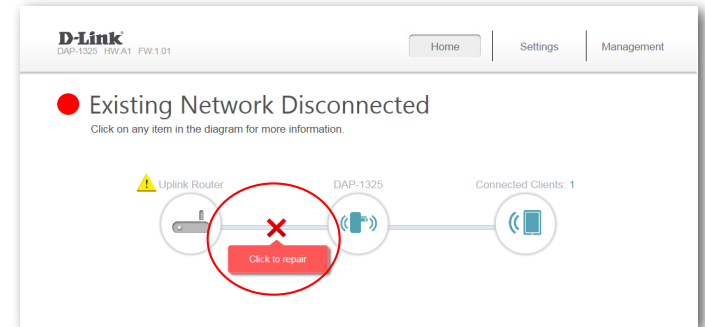 D-Link
DAP-1325 HW:A1 FW:1.01
Home
Settings
Management
Existing Network Disconnected
Click on any item in the diagram for more information.
Uplink Router
DAP-1325
Connected Clients: 1
Click to repair